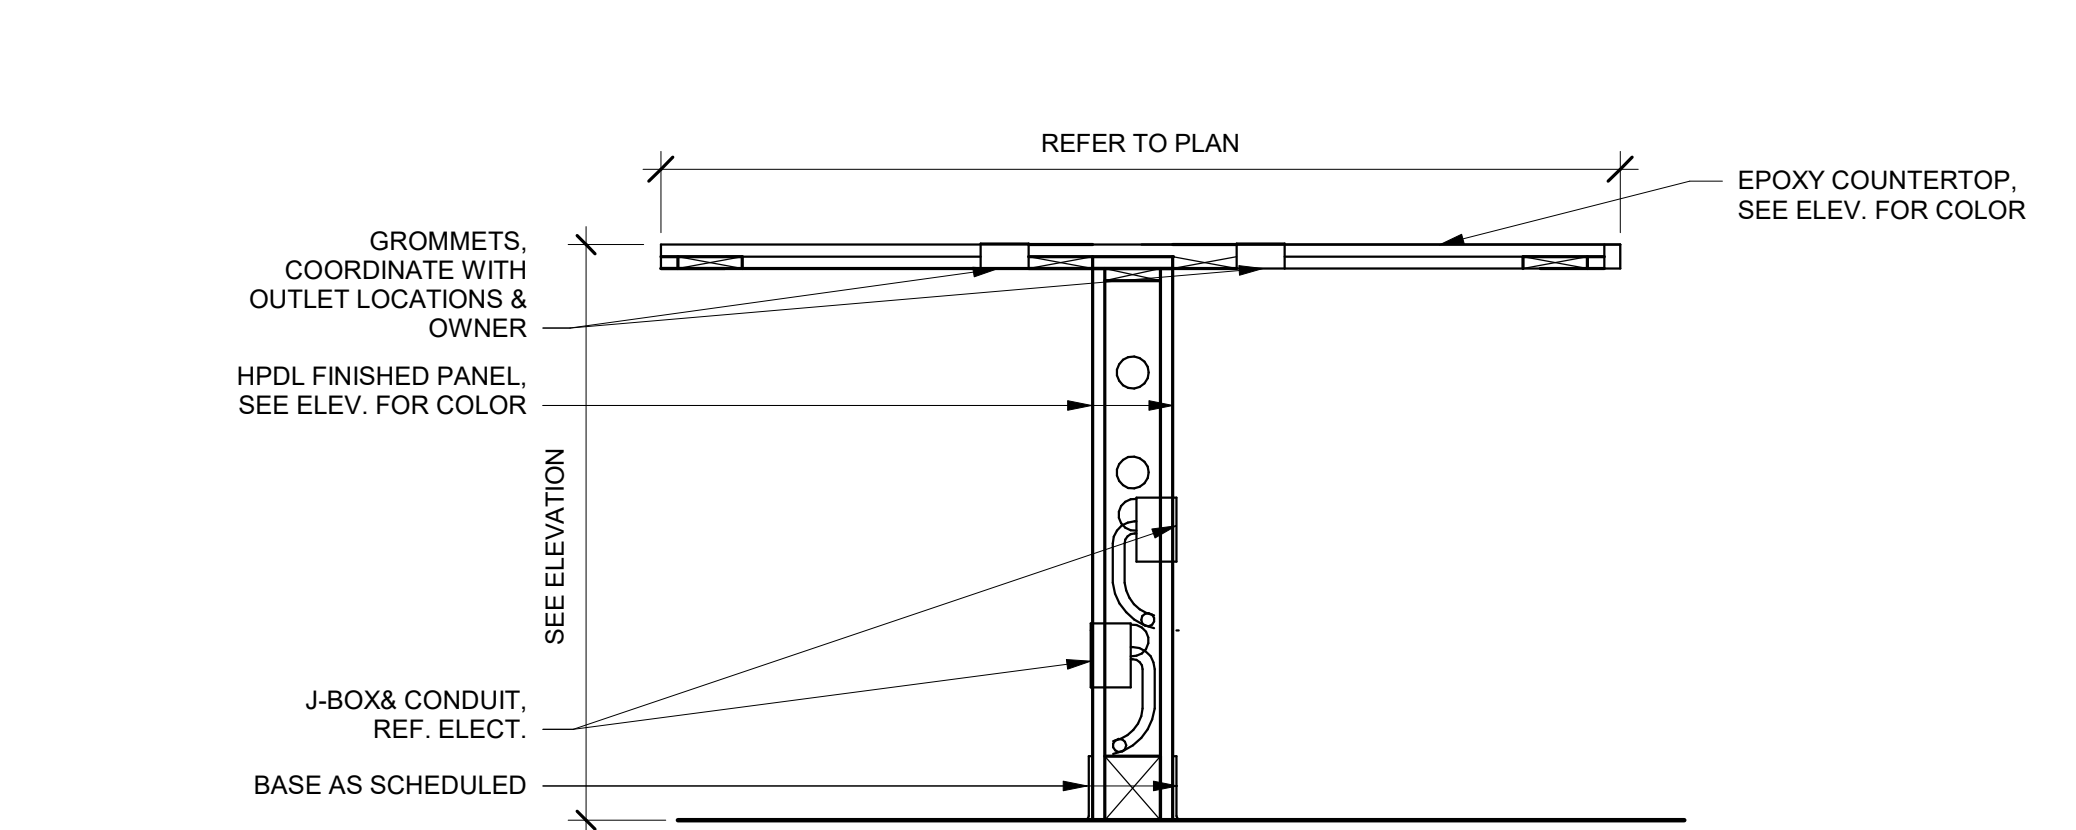 REFER TO PLAN
EPOXY COUNTERTOP,
SEE ELEV. FOR COLOR
GROMMETS,
COORDINATE WITH
OUTLET LOCATIONS &
OWNER
HPDL FINISHED PANEL,
SEE ELEV. FOR COLOR
SEE ELEVATION
J-BOX& CONDUIT,
REF. ELECT.
BASE AS SCHEDULED